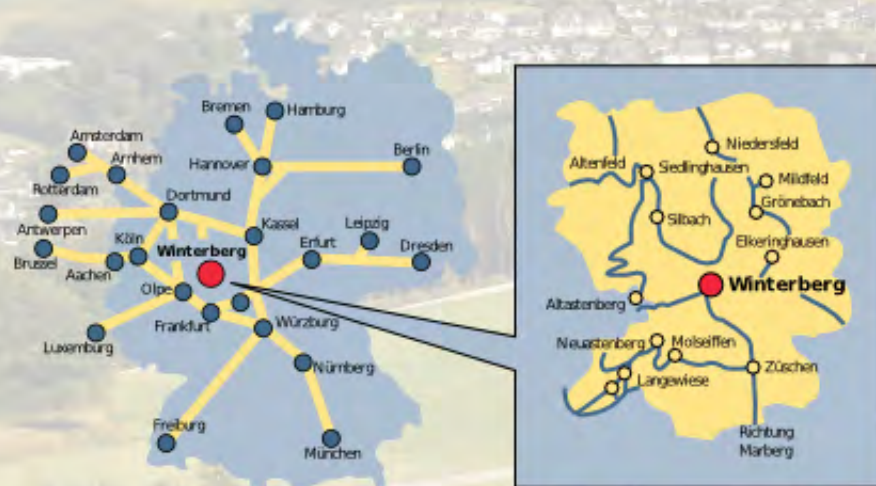 Bremen
Hamburg
Amsterdam
Arnhem
Hannover
Berlin
Rotterdam
Dortmund
Antwerpen
Kassel
Leipzig
Köln
Winterberg
Erfurt
Dresden
Brussel
Aachen
Olpe
Frankfurt
Würzburg
Luxemburg
Nürnberg
Freiburg
München
Niedersfeld
Altenfeld
Siedlinghausen
Mildfeld
Grönebach
Silbach
Elkeringhausen
Winterberg
Altastenberg
Neuastenberg
Molseiffen
Langewiese
Züschen
Richtung
Marberg